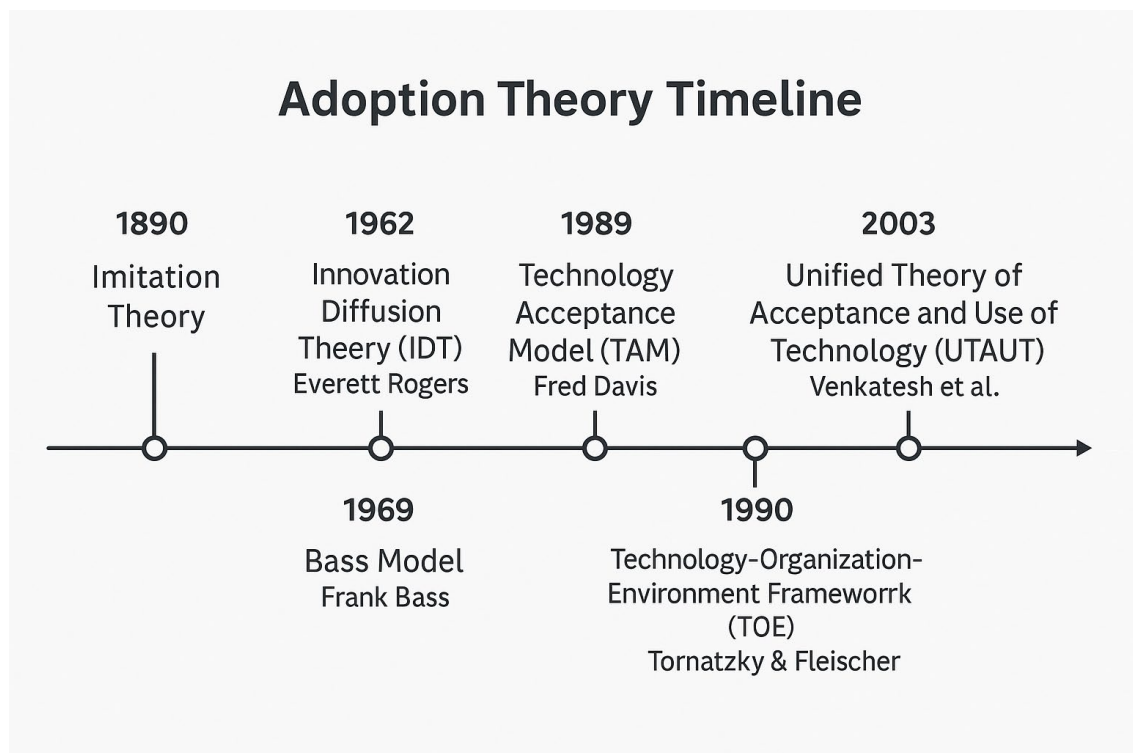 Adoption Theory Timeline
1890
Imitation
Theory
1962
Innovation
Diffusion
Theery (IDT)
Everett Rogers
1989
Technology
Acceptance
Model (TAM)
Fred Davis
2003
Unified Theory of
Acceptance and Use of
Technology (UTAUT)
Venkatesh et al.
1969
Bass Model
Frank Bass
1990
Technology-Organization-
Environment Frameworrk
(TOE)
Tornatzky & Fleischer